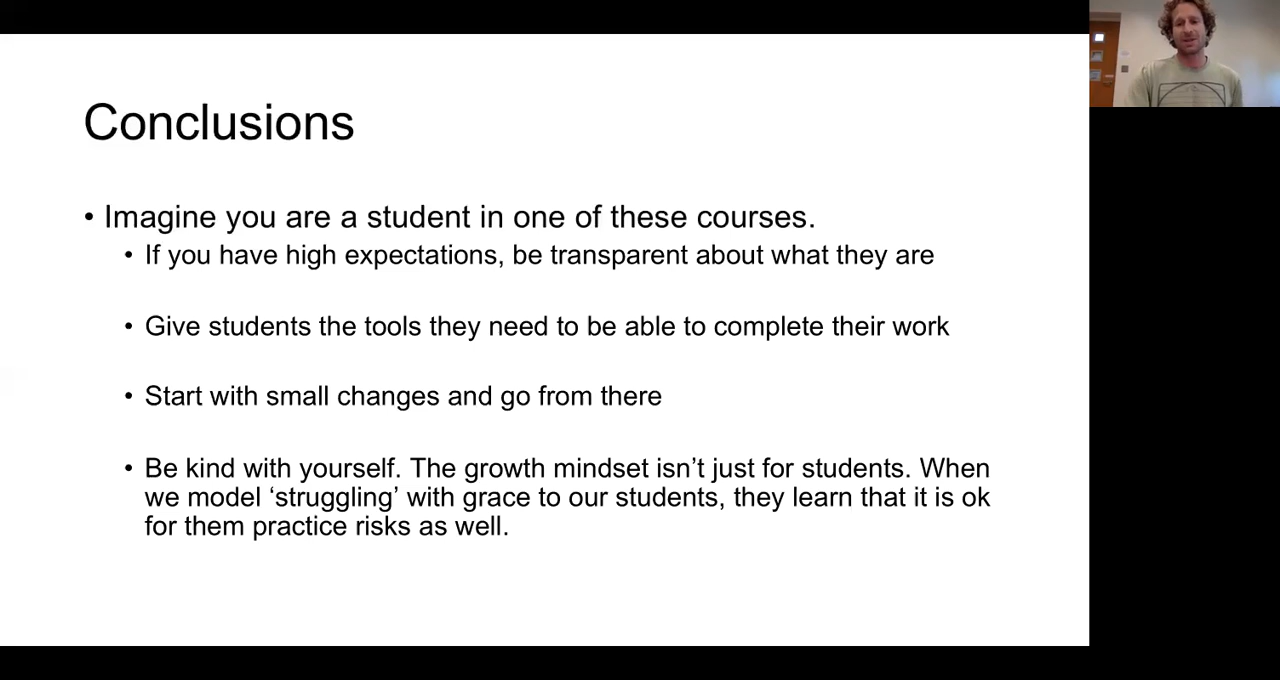 Conclusions
• Imagine you are a student in one of these courses.
• If you have high expectations, be transparent about what they are
• Give students the tools they need to be able to complete their work
• Start with small changes and go from there
• Be kind with yourself. The growth mindset isn’t just for students. When
we model ‘struggling’ with grace to our students, they learn that it is ok
for them practice risks as well.